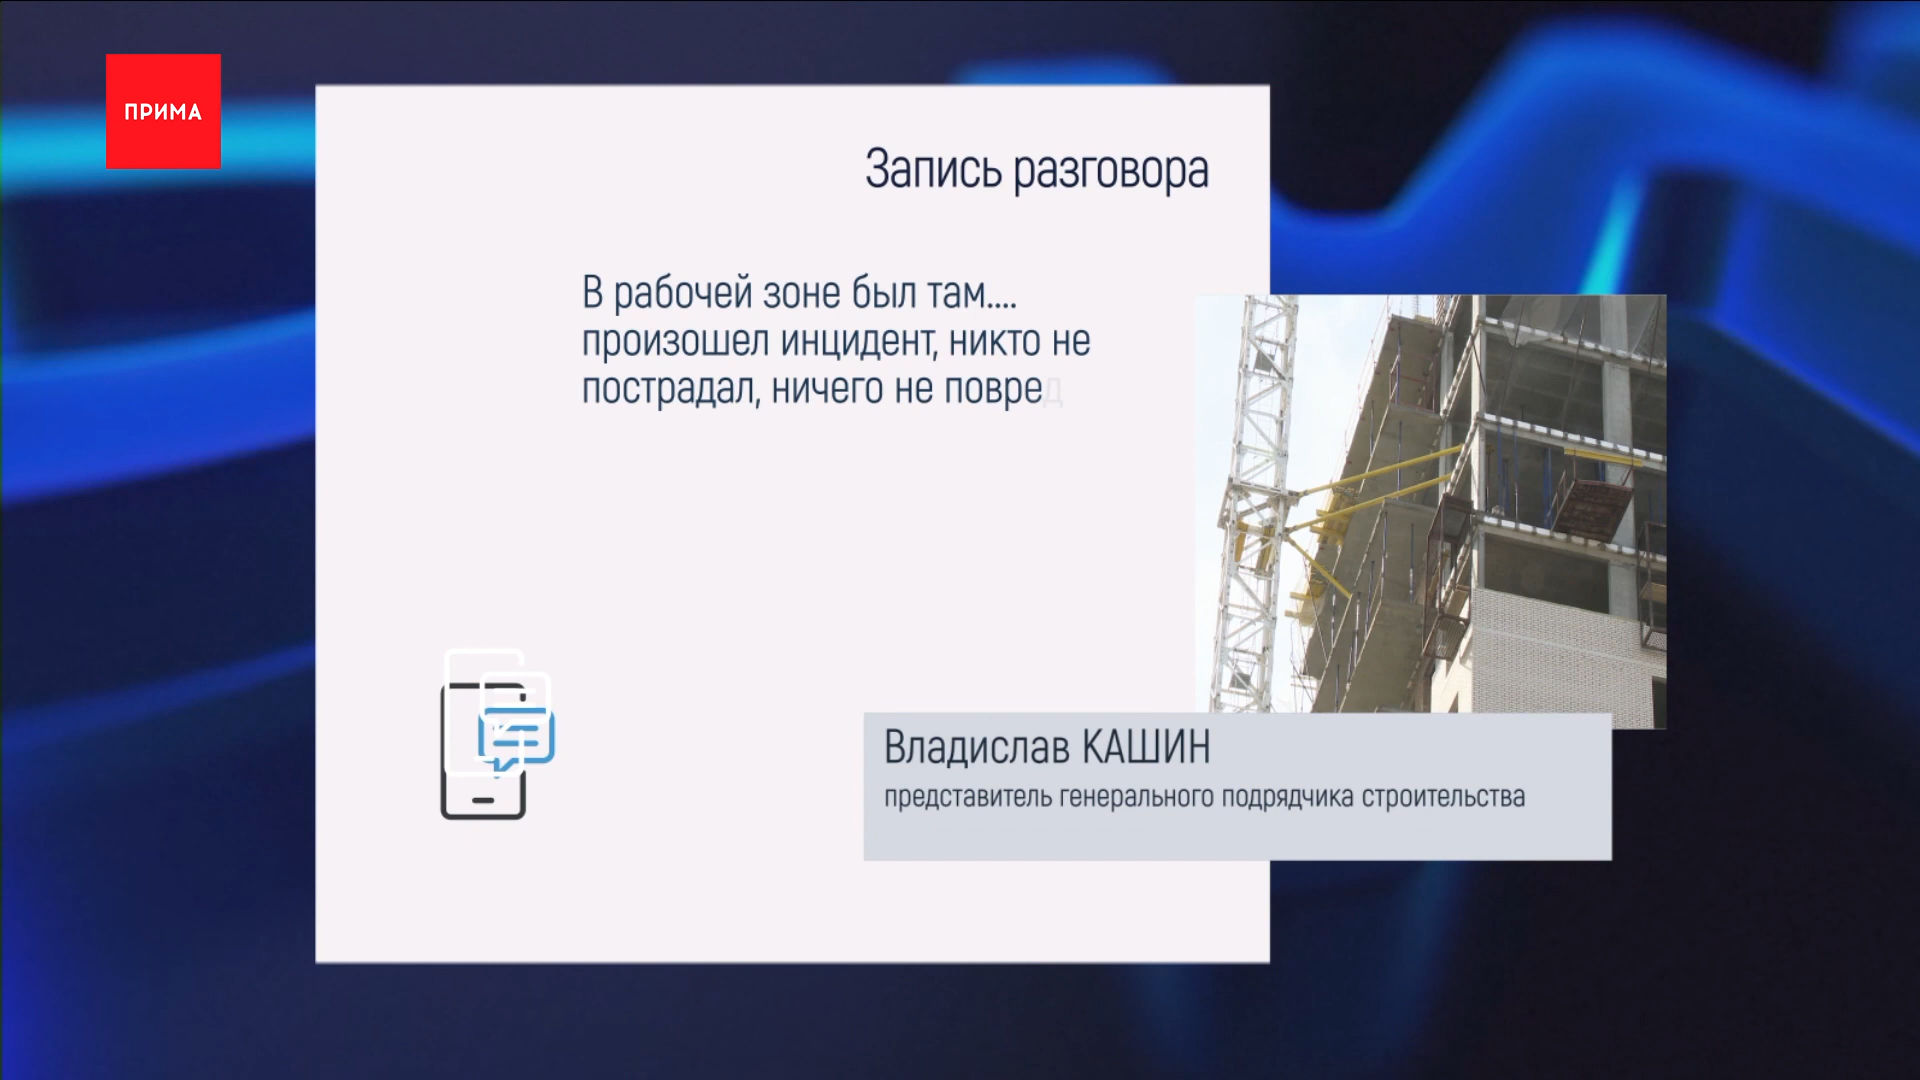 ПРИМА
Запись разговора
В рабочей зоне был там....
произошел инцидент, никто не
пострадал, ничего не повред
Владислав КАШИН
представитель генерального подрядчика строительства